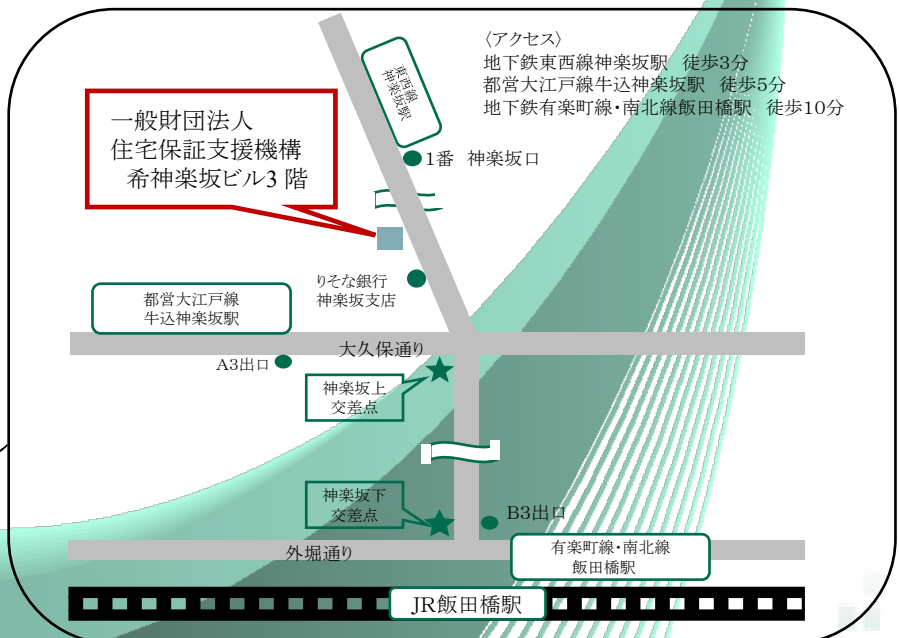 〈アクセス〉
地下鉄東西線神楽坂駅 徒歩3分
都営大江戸線牛込神楽坂駅 徒歩5分
地下鉄有楽町線・南北線飯田橋駅 徒歩10分
東西線
神楽坂駅
一般財団法人
住宅保証支援機構
希神楽坂ビル3 階
1番 神楽坂口
りそな銀行
神楽坂支店
都営大江戸線
牛込神楽坂駅
大久保通り
A3出口
神楽坂上
交差点
神楽坂下
交差点
B3出口
外堀通り
有楽町線・南北線
飯田橋駅
JR飯田橋駅